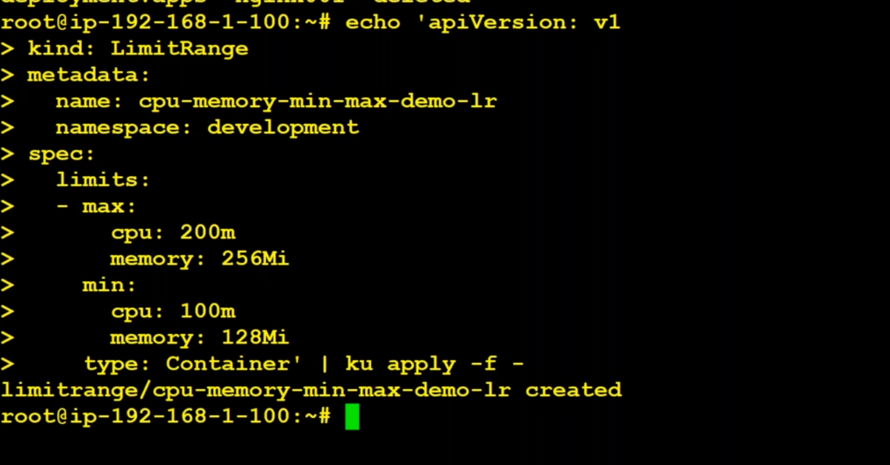 root@ip-192-168-1-100:~# echo 'apiVersion: v1
> kind: LimitRange
> metadata:
>   name: cpu-memory-min-max-demo-lr
>   namespace: development
> spec:
>   limits:
>   - max:
>       cpu: 200m
>       memory: 256Mi
>     min:
>       cpu: 100m
>       memory: 128Mi
>     type: Container' | ku apply -f -
limitrange/cpu-memory-min-max-demo-lr created
root@ip-192-168-1-100:~#